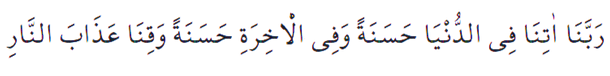 رَبَّنَا اٰتِنَا فِى الدُّنْيَا حَسَنَةً وَفِى الْاٰخِرَةِ حَسَنَةً وَقِنَا عَذَابَ النَّارِ